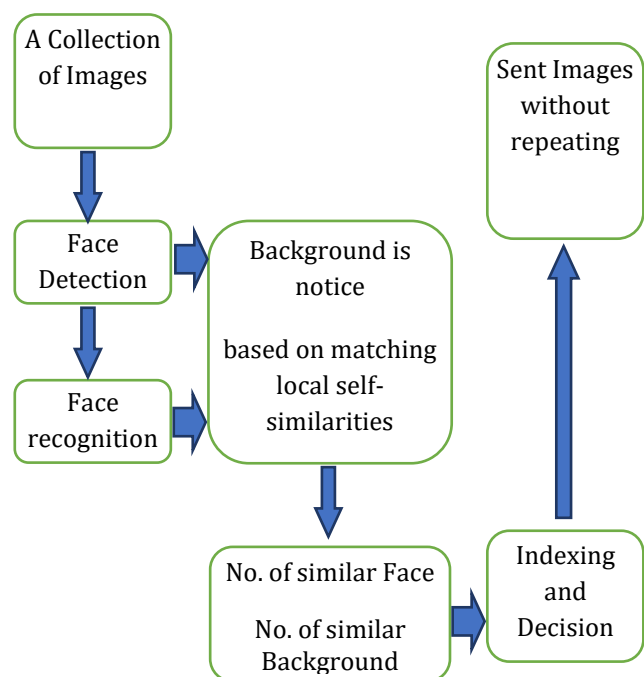 A Collection
of Images
Sent Images
without
repeating
Face
Detection
Background is
notice
based on matching
local self-
similarities
Face
recognition
No. of similar Face
No. of similar
Background
Indexing
and
Decision